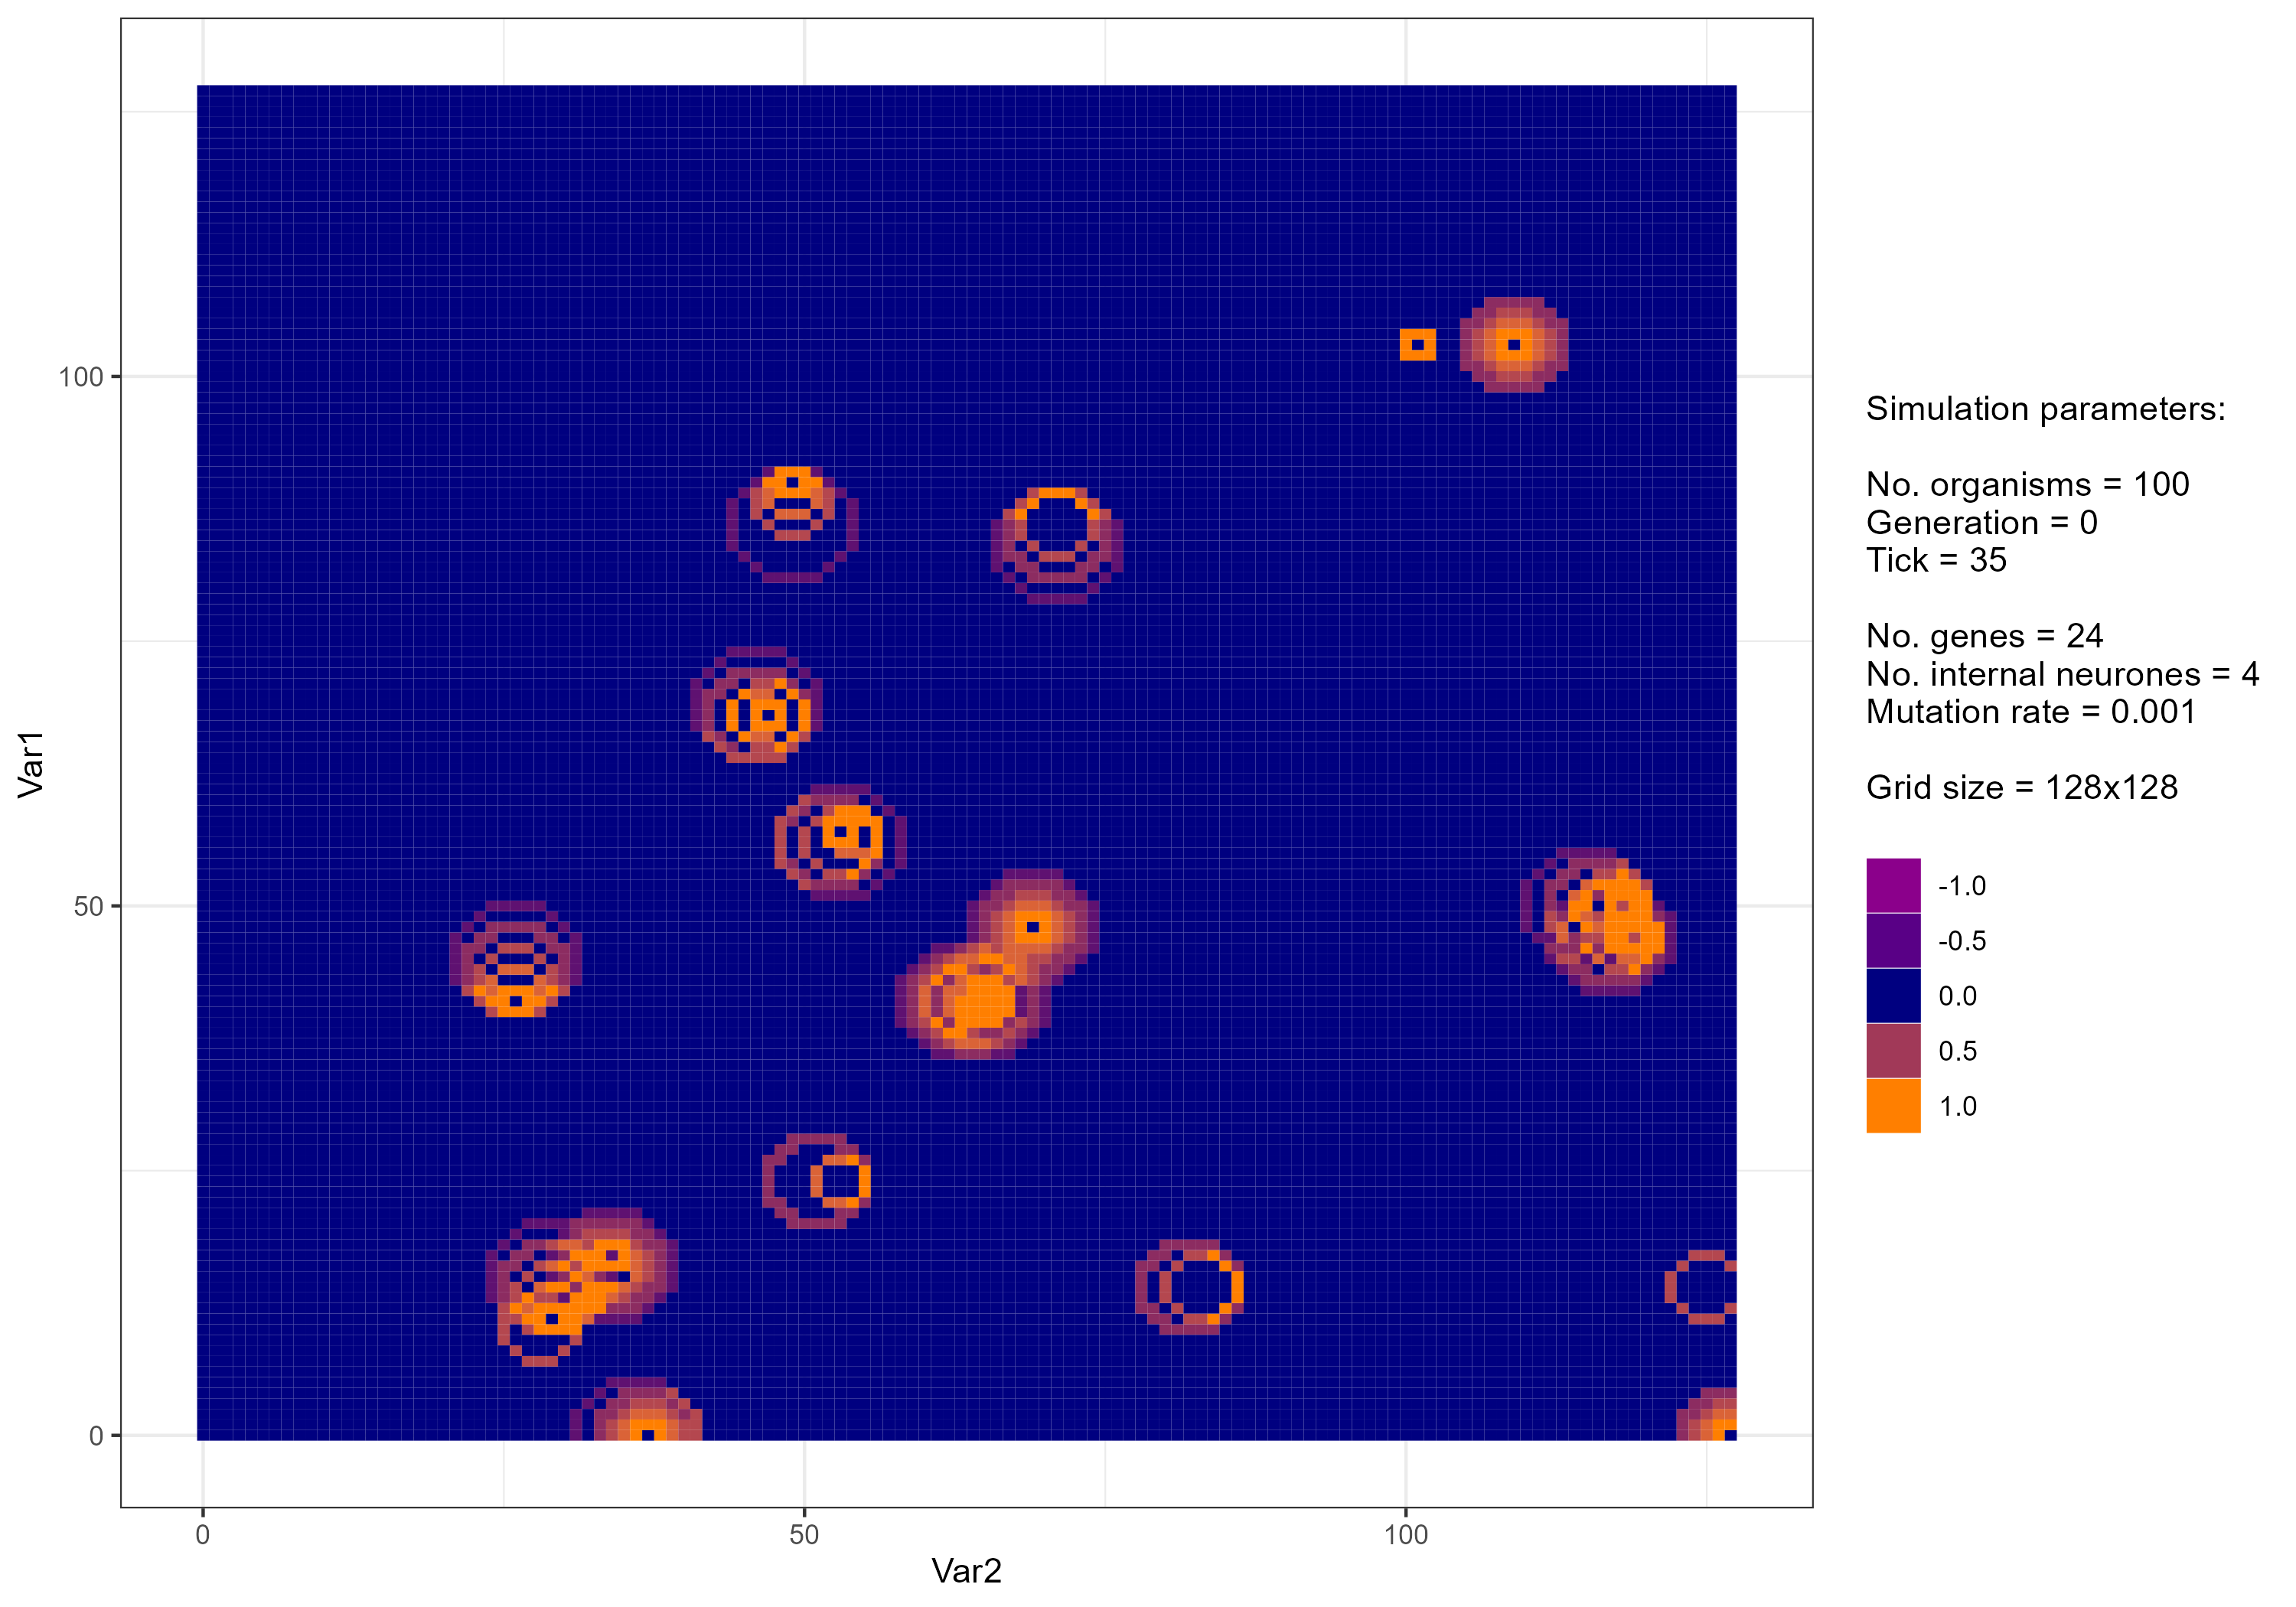 Var1
100
50
0
0
50
100
Var2
Simulation parameters:
No. organisms = 100
Generation = 0
Tick = 35
No. genes = 24
No. internal neurones = 4
Mutation rate = 0.001
Grid size = 128x128
-1.0
-0.5
0.0
0.5
1.0